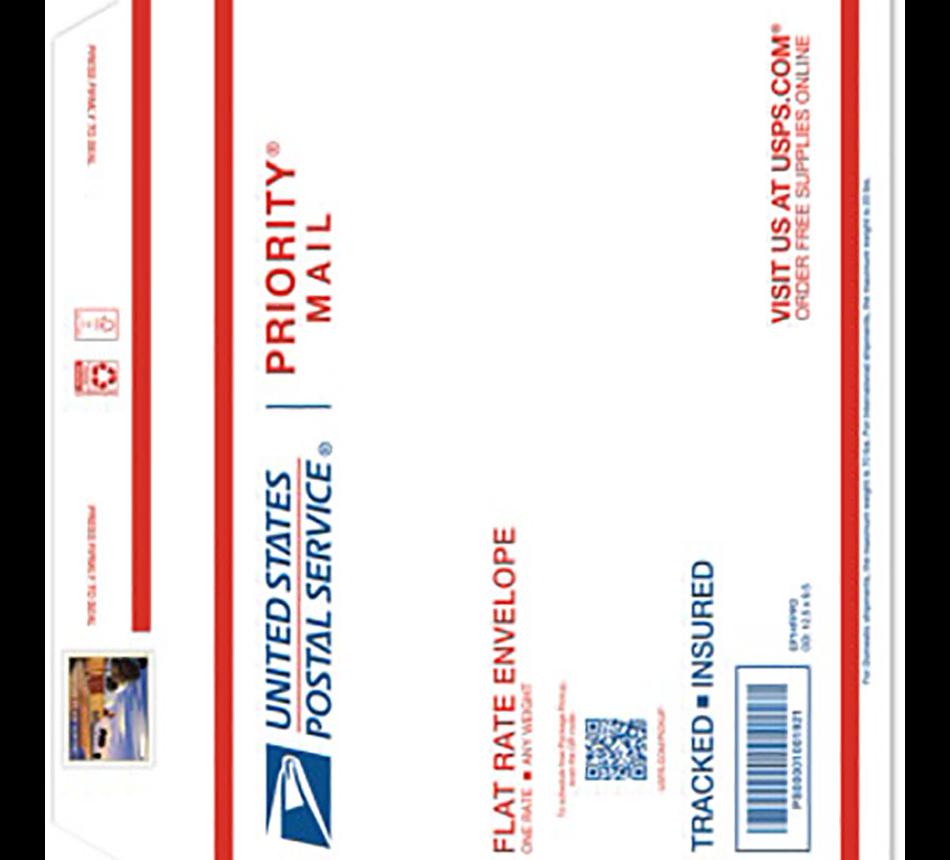 PRESS FIRMLY TO SEAL
PRESS FIRMLY TO SEAL
UNITED STATES
POSTAL SERVICE®
PRIORITY®
MAIL
FLAT RATE ENVELOPE
ONE RATE ■ ANY WEIGHT
To schedule free Package Pickup,
scan the QR code.
USPS.COM/PICKUP
TRACKED ■ INSURED
PS00001001921
EP14F
OD: 12.5 x 9.5
VISIT US AT USPS.COM®
ORDER FREE SUPPLIES ONLINE
For Domestic shipments, the maximum weight is 70 lbs. For international shipments, the maximum weight is 20 lbs.